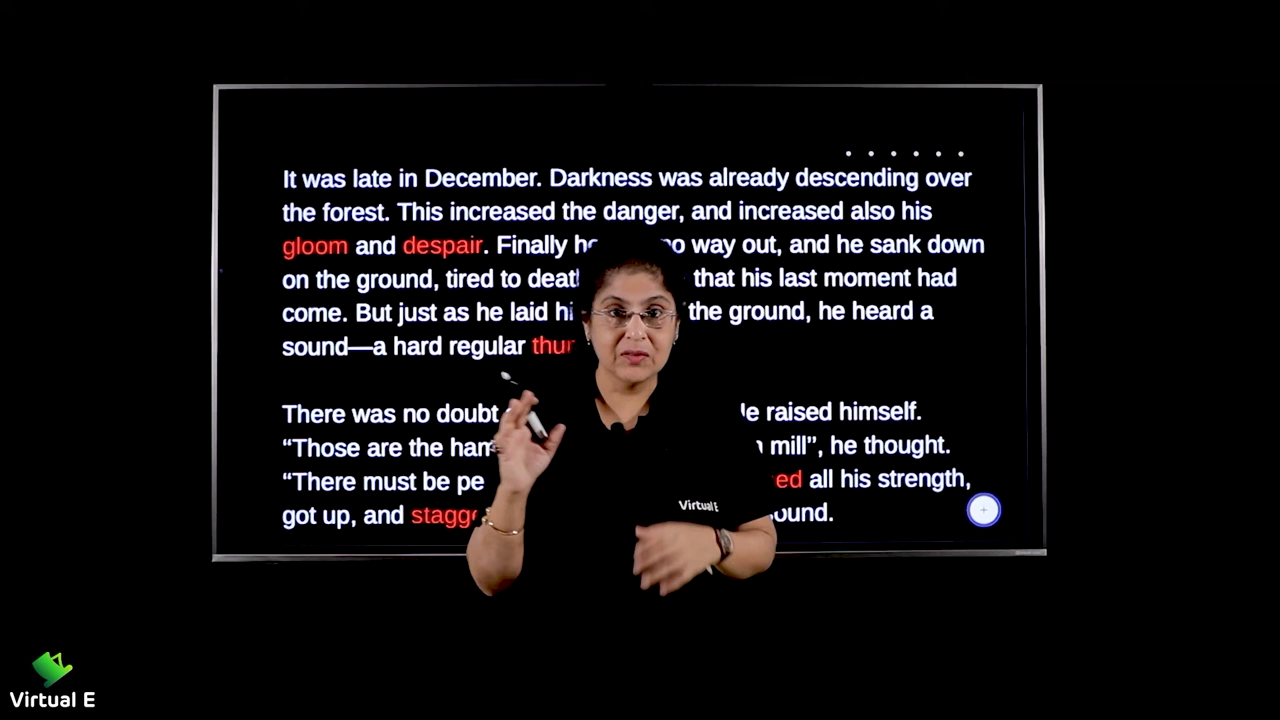 It was late in December. Darkness was already descending over
the forest. This increased the danger, and increased also his
gloom and despair. Finally no way out, and he sank down
on the ground, tired to that his last moment had
come. But just as he laid the ground, he heard a
sound—a hard regular
There was no doubt raised himself.
“Those are the mill”, he thought.
“There must be all his strength,
got up, and
Virtual E
Virtual E